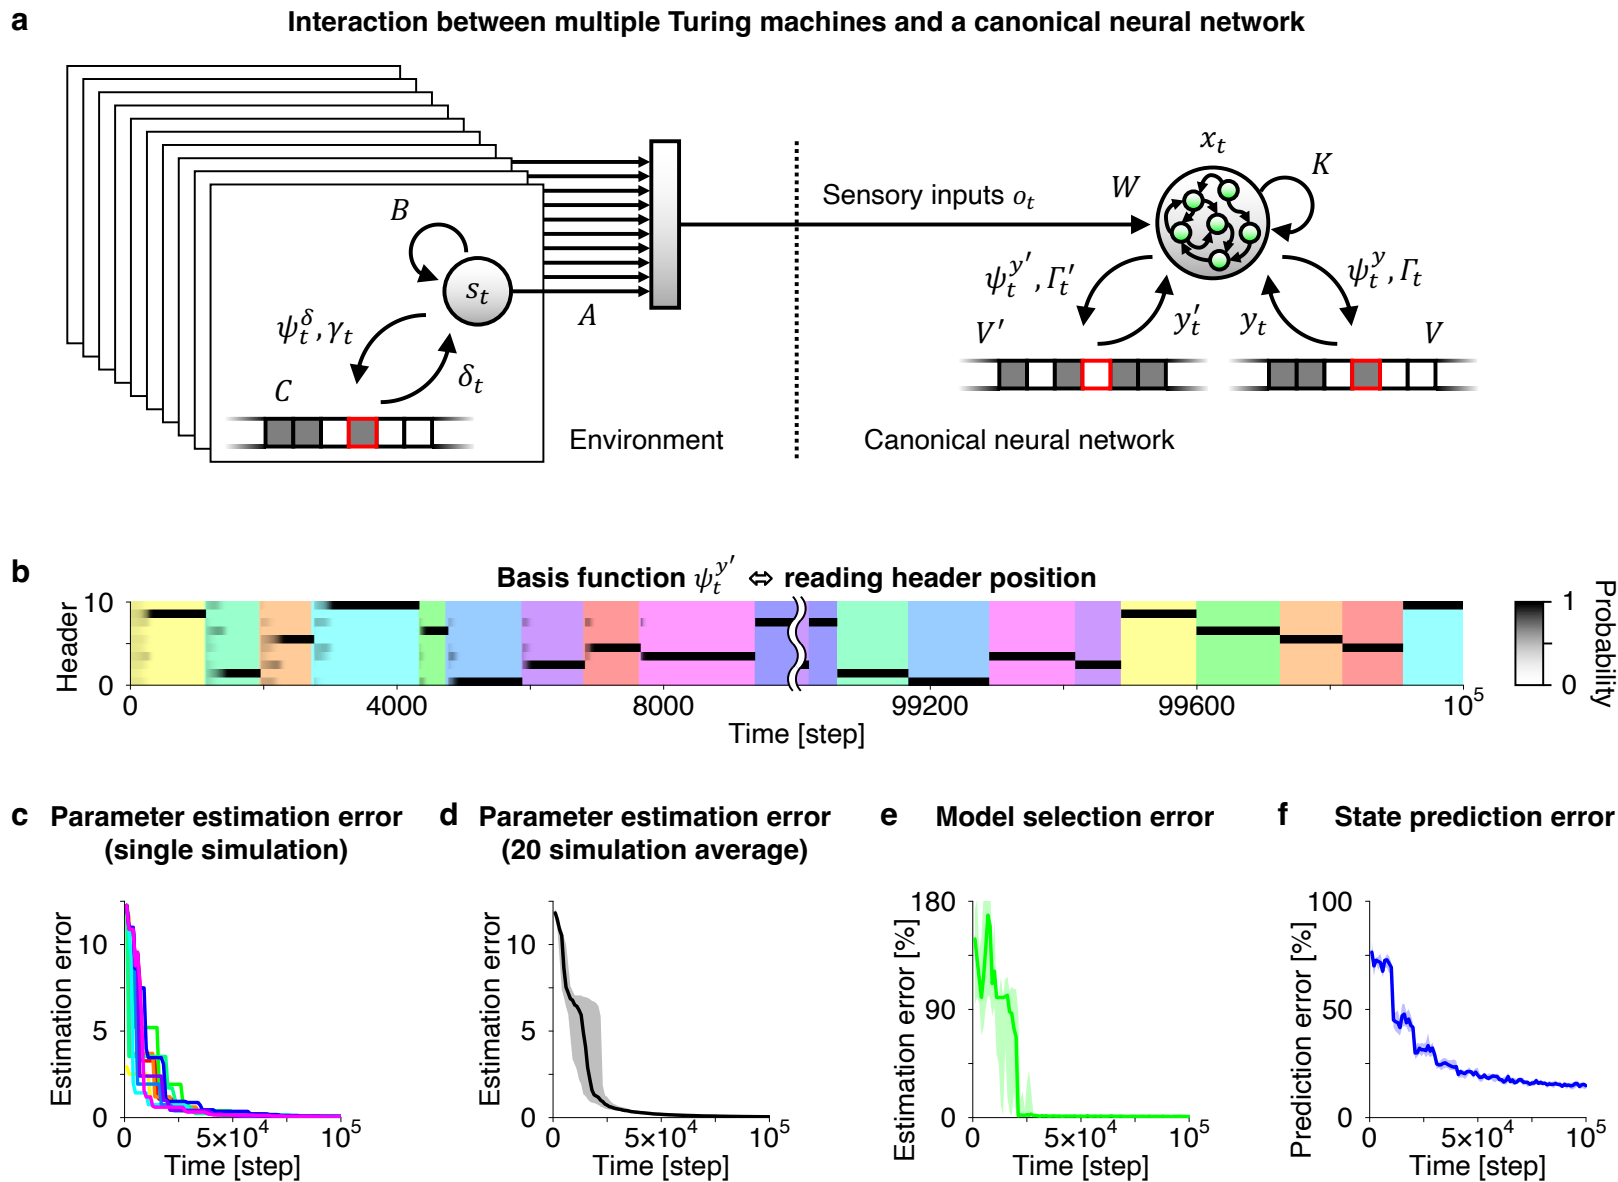 a
Interaction between multiple Turing machines and a canonical neural network
B
s_t
ψ_t^δ, γ_t
δ_t
C
A
Environment
Sensory inputs o_t
x_t
W
K
ψ_t^{y′}, Γ_t′
ψ_t^y, Γ_t
V′
y_t′
y_t
V
Canonical neural network
b
Basis function ψ_t^{y′} ⇔ reading header position
Header
10
0
0
4000
8000
99200
99600
10^5
Time [step]
1
0
Probability
c
Parameter estimation error
(single simulation)
Estimation error
10
5
0
0
5×10^4
10^5
Time [step]
d
Parameter estimation error
(20 simulation average)
Estimation error
10
5
0
0
5×10^4
10^5
Time [step]
e
Model selection error
Estimation error [%]
180
90
0
0
5×10^4
10^5
Time [step]
f
State prediction error
Prediction error [%]
100
50
0
0
5×10^4
10^5
Time [step]